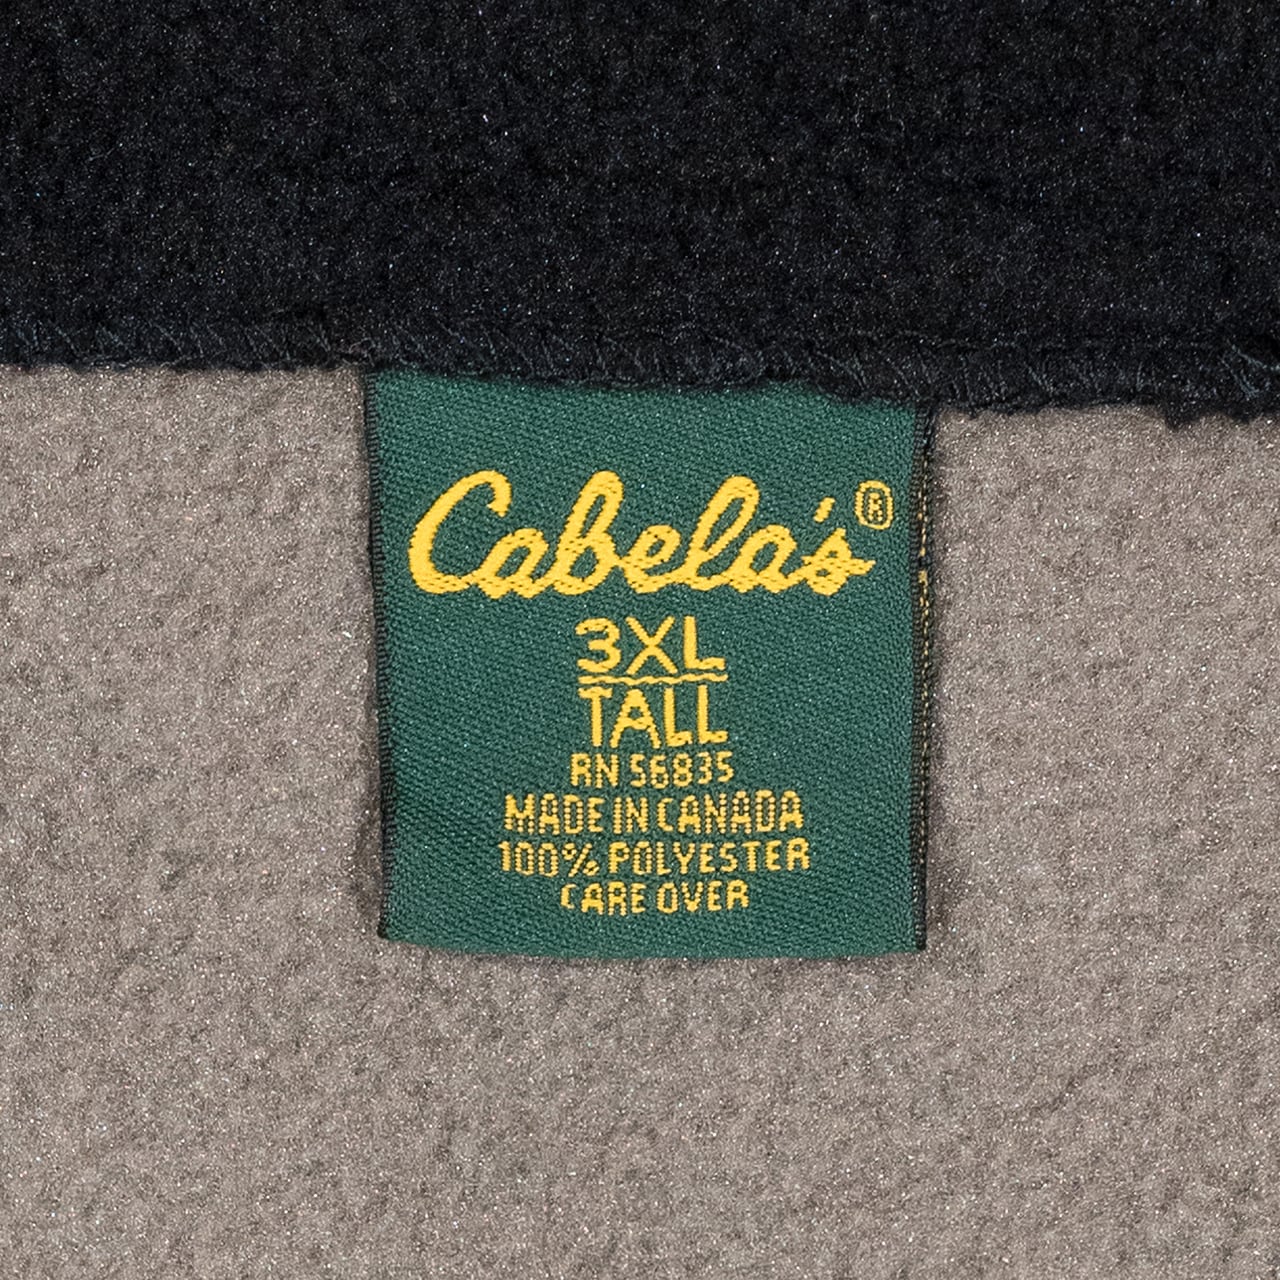 Cabela's®
3XL
TALL
RN 56835
MADE IN CANADA
100% POLYESTER
CARE OVER